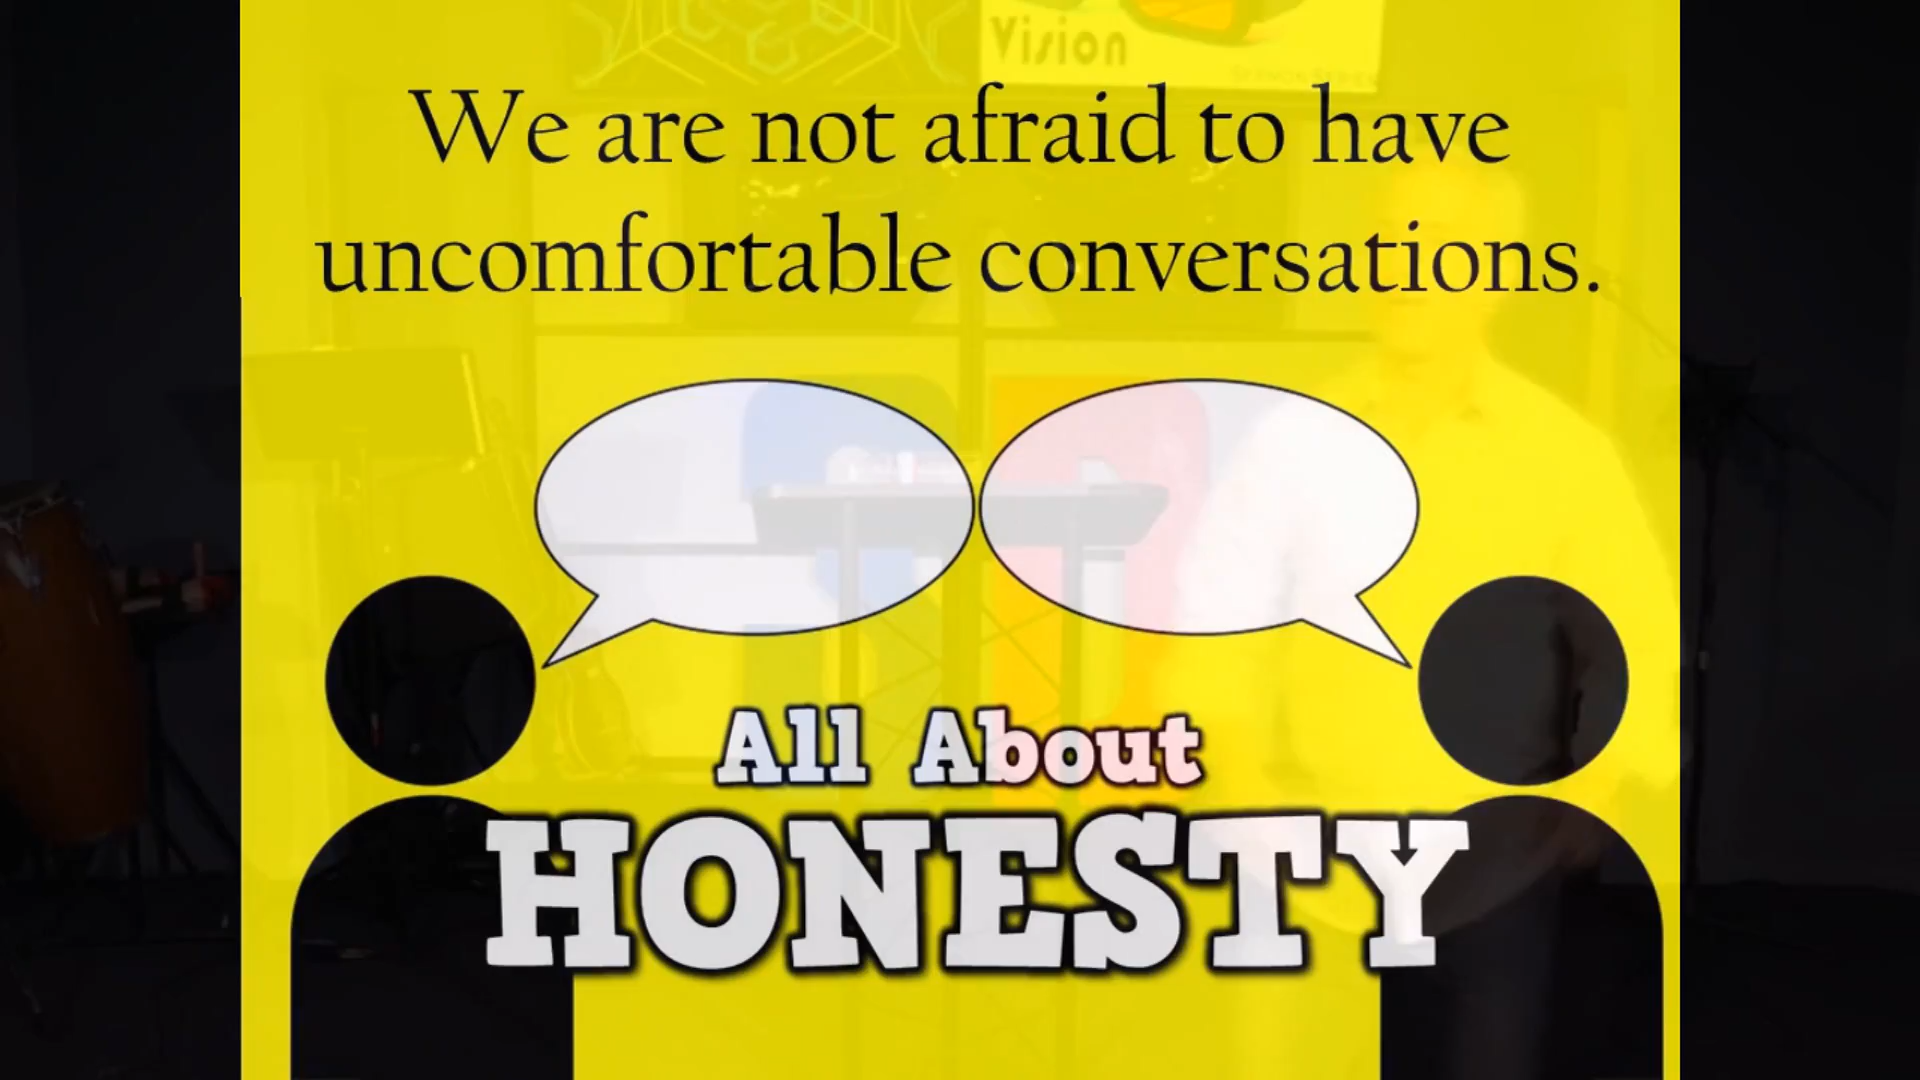 Vision
We are not afraid to have
uncomfortable conversations.
All About
HONESTY